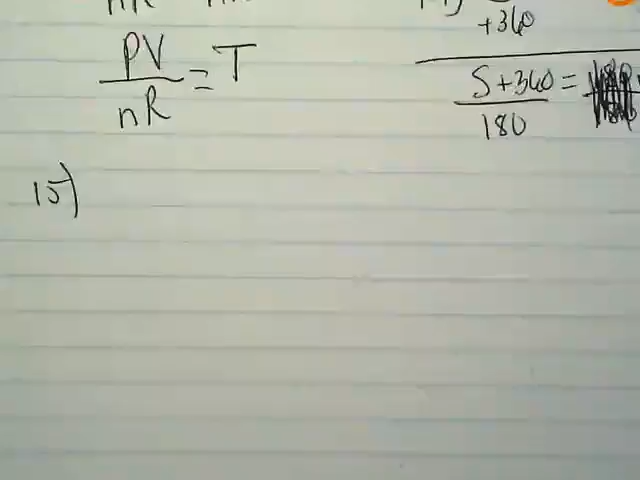 +360
PV
— = T
nR
S+360 =
180
15)